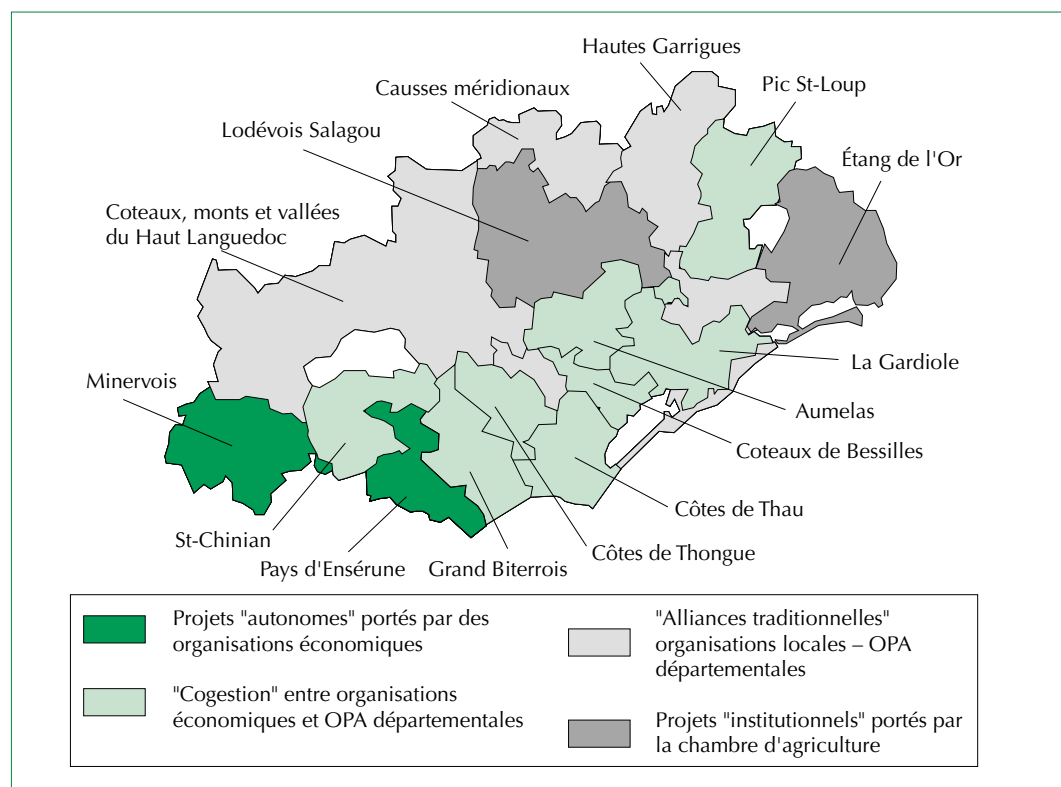 Hautes Garrigues
Causses méridionaux
Pic St-Loup
Lodévois Salagou
Étang de l'Or
Coteaux, monts et vallées
du Haut Languedoc
La Gardiole
Minervois
Aumelas
Coteaux de Bessilles
Côtes de Thau
St-Chinian
Côtes de Thongue
Pays d'Ensérune
Grand Biterrois
Projets "autonomes" portés par des
organisations économiques
"Cogestion" entre organisations
économiques et OPA départementales
"Alliances traditionnelles"
organisations locales – OPA
départementales
Projets "institutionnels" portés par
la chambre d'agriculture